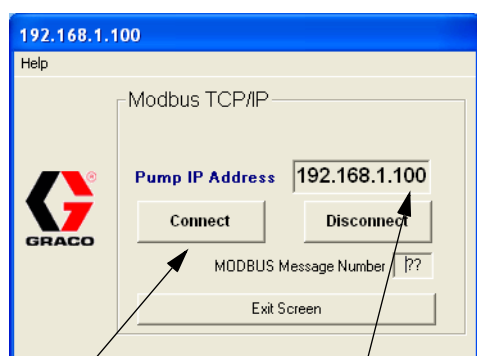 192.168.1.100
Help
Modbus TCP/IP
Pump IP Address 192.168.1.100
Connect Disconnect
GRACO
MODBUS Message Number ??
Exit Screen